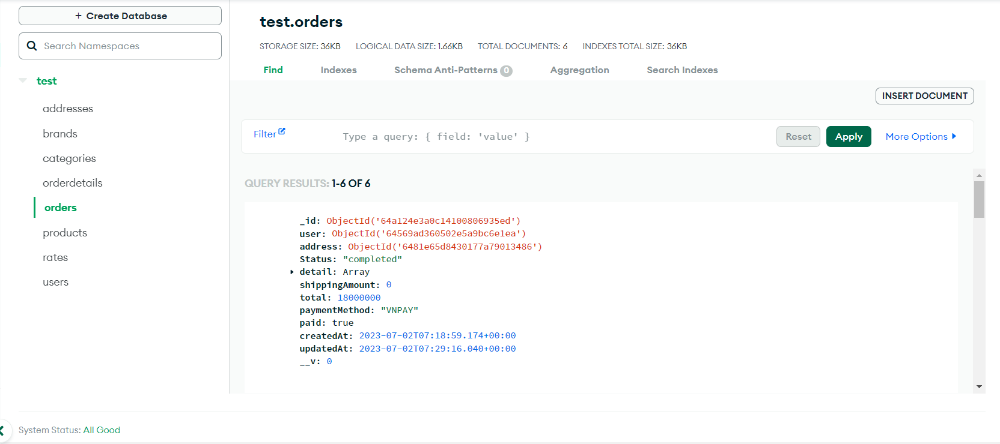 + Create Database
Search Namespaces
test
addresses
brands
categories
orderdetails
orders
products
rates
users
test.orders
STORAGE SIZE: 36KB LOGICAL DATA SIZE: 1.66KB TOTAL DOCUMENTS: 6 INDEXES TOTAL SIZE: 36KB
Find Indexes Schema Anti-Patterns 0 Aggregation Search Indexes
INSERT DOCUMENT
Filter Type a query: { field: 'value' } Reset Apply More Options
QUERY RESULTS: 1-6 OF 6
_id: ObjectId('64a124e3a0c14100806935ed')
user: ObjectId('64569ad360502e5a9bc6e1ea')
address: ObjectId('6481e65d8430177a79013486')
Status: "completed"
detail: Array
shippingAmount: 0
total: 18000000
paymentMethod: "VNPAY"
paid: true
createdAt: 2023-07-02T07:18:59.174+00:00
updatedAt: 2023-07-02T07:29:16.040+00:00
__v: 0
System Status: All Good